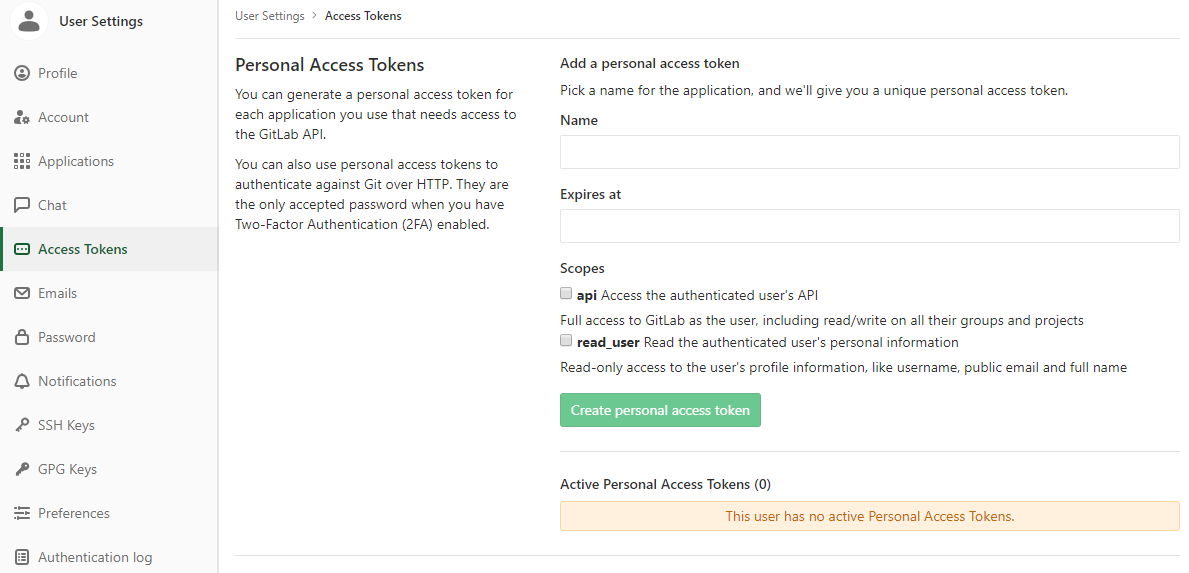 User Settings
Profile
Account
Applications
Chat
Access Tokens
Emails
Password
Notifications
SSH Keys
GPG Keys
Preferences
Authentication log
User Settings > Access Tokens
Personal Access Tokens
You can generate a personal access token for
each application you use that needs access to
the GitLab API.
You can also use personal access tokens to
authenticate against Git over HTTP. They are
the only accepted password when you have
Two-Factor Authentication (2FA) enabled.
Add a personal access token
Pick a name for the application, and we'll give you a unique personal access token.
Name
Expires at
Scopes
api Access the authenticated user's API
Full access to GitLab as the user, including read/write on all their groups and projects
read_user Read the authenticated user's personal information
Read-only access to the user's profile information, like username, public email and full name
Create personal access token
Active Personal Access Tokens (0)
This user has no active Personal Access Tokens.